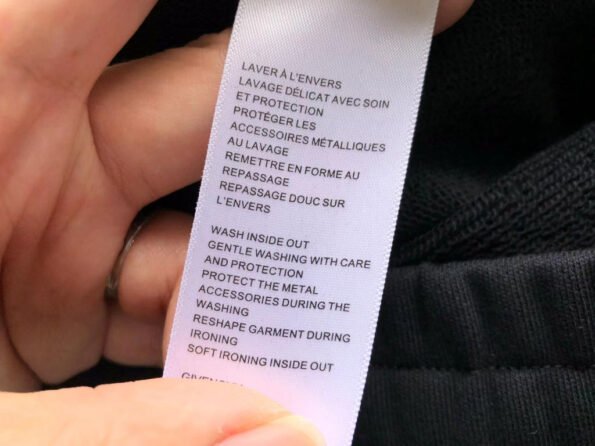 LAVER À L'ENVERS
LAVAGE DÉLICAT AVEC SOIN
ET PROTECTION
PROTÉGER LES
ACCESSOIRES MÉTALLIQUES
AU LAVAGE
REMETTRE EN FORME AU
REPASSAGE
REPASSAGE DOUX SUR
L'ENVERS
WASH INSIDE OUT
GENTLE WASHING WITH CARE
AND PROTECTION
PROTECT THE METAL
ACCESSORIES DURING THE
WASHING
RESHAPE GARMENT DURING
IRONING
SOFT IRONING INSIDE OUT